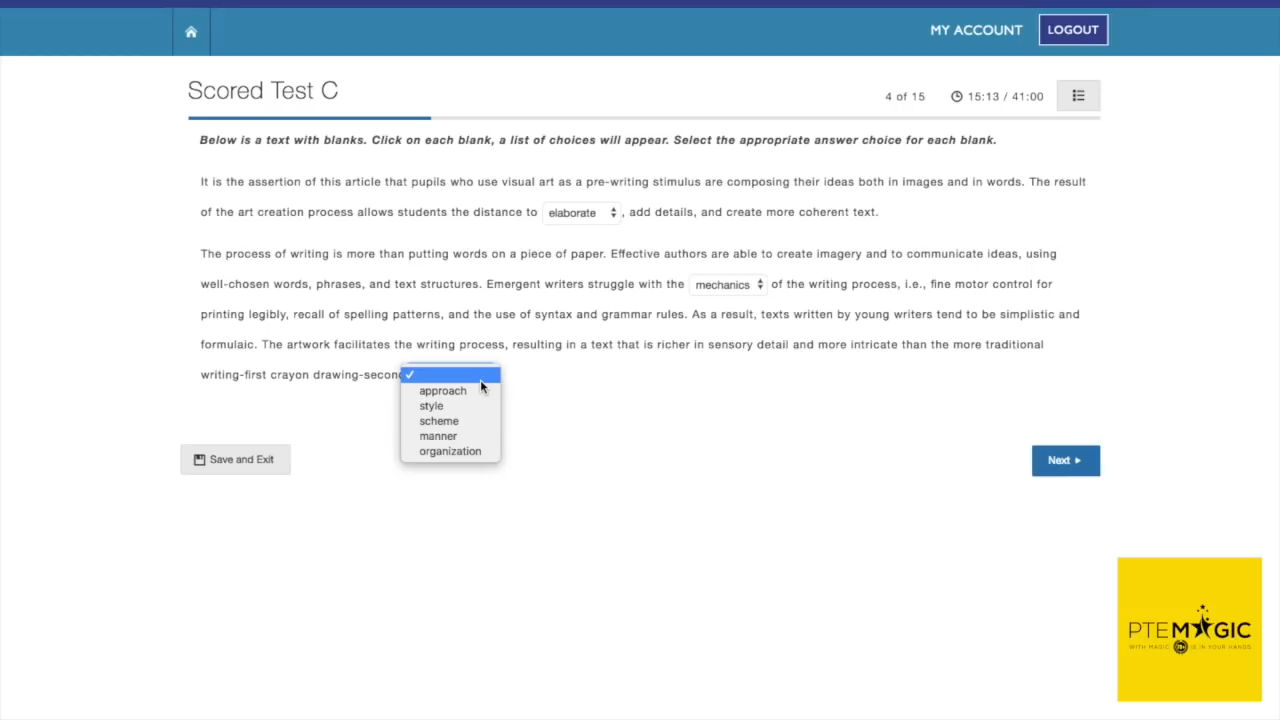 MY ACCOUNT LOGOUT
Scored Test C
4 of 15 15:13 / 41:00
Below is a text with blanks. Click on each blank, a list of choices will appear. Select the appropriate answer choice for each blank.
It is the assertion of this article that pupils who use visual art as a pre-writing stimulus are composing their ideas both in images and in words. The result
of the art creation process allows students the distance to elaborate , add details, and create more coherent text.
The process of writing is more than putting words on a piece of paper. Effective authors are able to create imagery and to communicate ideas, using
well-chosen words, phrases, and text structures. Emergent writers struggle with the mechanics of the writing process, i.e., fine motor control for
printing legibly, recall of spelling patterns, and the use of syntax and grammar rules. As a result, texts written by young writers tend to be simplistic and
formulaic. The artwork facilitates the writing process, resulting in a text that is richer in sensory detail and more intricate than the more traditional
writing-first crayon drawing-second
approach
style
scheme
manner
organization
Save and Exit Next
PTEMAGIC
WITH MAGIC 79+ IS IN YOUR HANDS